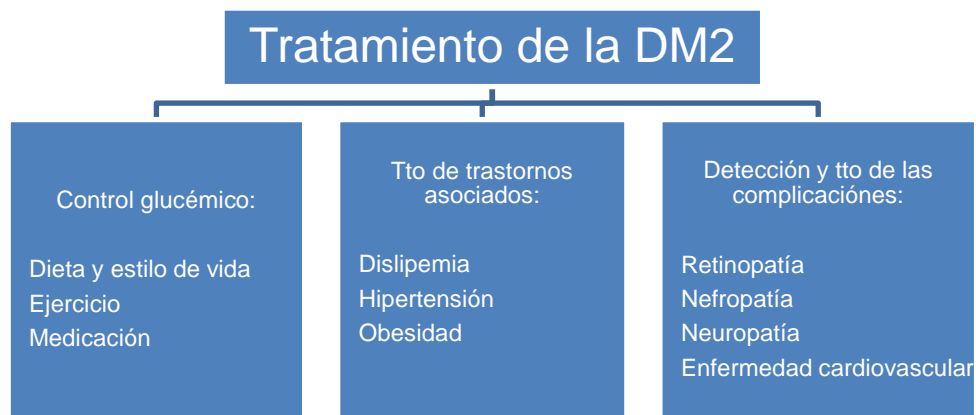 Tratamiento de la DM2
Control glucémico:
Dieta y estilo de vida
Ejercicio
Medicación
Tto de trastornos
asociados:
Dislipemia
Hipertensión
Obesidad
Detección y tto de las
complicaciónes:
Retinopatía
Nefropatía
Neuropatía
Enfermedad cardiovascular